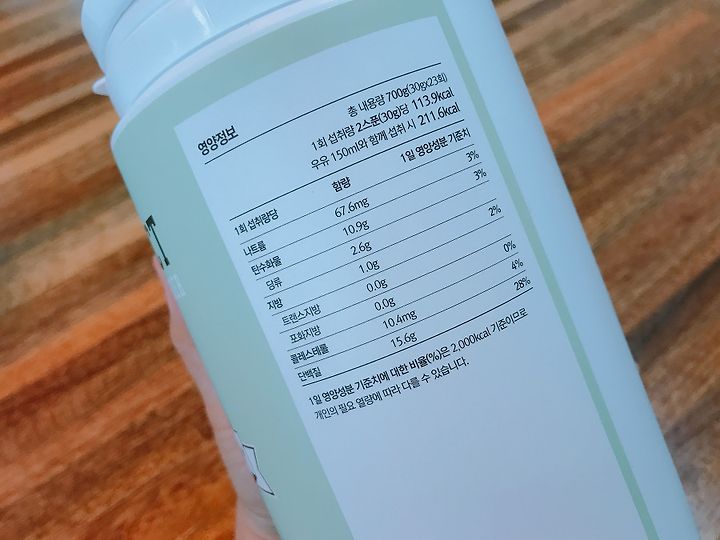 영양정보
총 내용량 700g(30gx23회)
1회 섭취량 2스푼(30g)당 113.9kcal
우유 150ml와 함께 섭취 시 211.6kcal
1회 섭취량당 함량 1일 영양성분 기준치
나트륨 67.6mg 3%
탄수화물 10.9g 3%
당류 2.6g
지방 1.0g 2%
트랜스지방 0.0g
포화지방 0.0g 0%
콜레스테롤 10.4mg 4%
단백질 15.6g 28%
1일 영양성분 기준치에 대한 비율(%)은 2,000kcal 기준이므로
개인의 필요 열량에 따라 다를 수 있습니다.